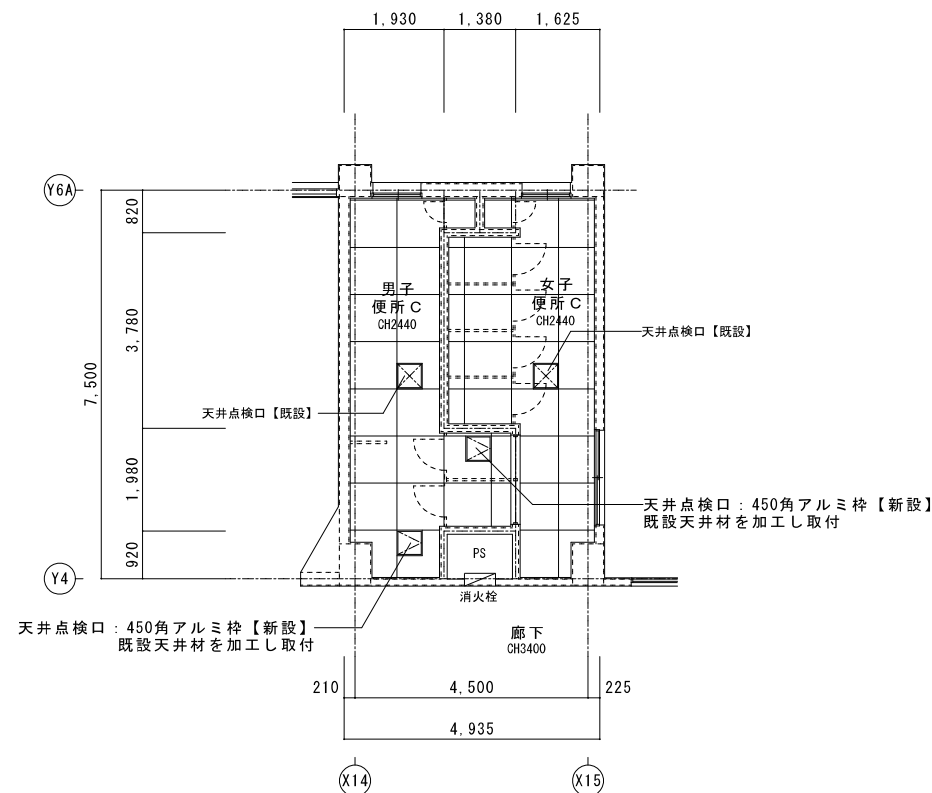 1,930
1,380
1,625
Y6A
820
3,780
7,500
1,980
920
男子
便所C
CH2440
女子
便所C
CH2440
天井点検口【既設】
天井点検口【既設】
天井点検口：450角アルミ枠【新設】
既設天井材を加工し取付
PS
Y4
消火栓
天井点検口：450角アルミ枠【新設】
既設天井材を加工し取付
廊下
CH3400
210
4,500
225
4,935
X14
X15